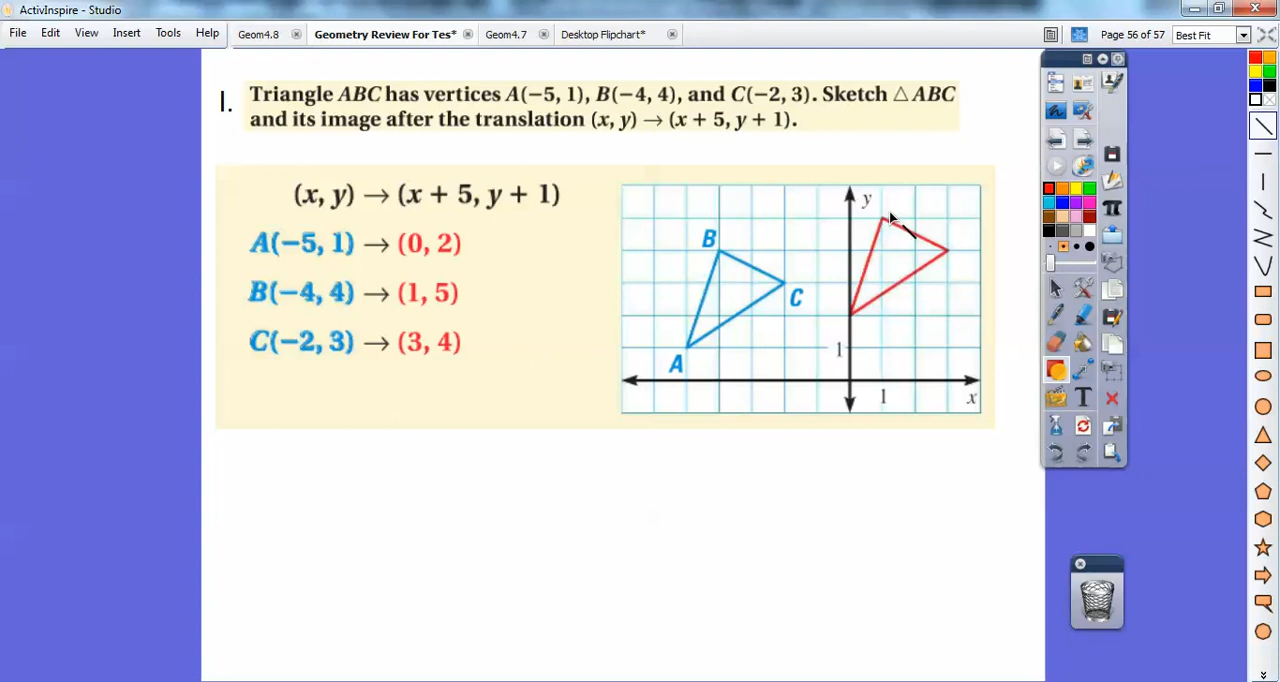 ActivInspire - Studio
File Edit View Insert Tools Help
Geom4.8 Geometry Review For Tes* Geom4.7 Desktop Flipchart*
Page 56 of 57 Best Fit
1. Triangle ABC has vertices A(−5, 1), B(−4, 4), and C(−2, 3). Sketch △ABC
and its image after the translation (x, y) → (x + 5, y + 1).
(x, y) → (x + 5, y + 1)
A(−5, 1) → (0, 2)
B(−4, 4) → (1, 5)
C(−2, 3) → (3, 4)
y
B
C
1
A
1
x